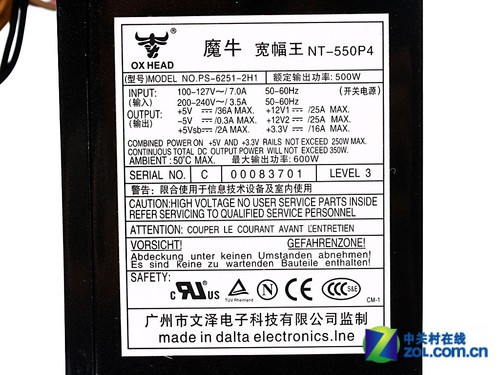 OX HEAD
魔牛 宽幅王 NT-550P4
(型号)MODEL NO.PS-6251-2H1 额定输出功率: 500W
INPUT: 100-127V~/ 7.0A 50-60Hz (开关电源)
(输入) 200-240V~/ 3.5A 50-60Hz
OUTPUT: +5V /36A MAX. +12V1 /25A MAX.
(输出) -5V /0.3A MAX. +12V2 /25A MAX.
+5Vsb /2A MAX. +3.3V /16A MAX.
COMBINED POWER ON +5V AND +3.3V RAILS NOT EXCEED 250W MAX.
CONTINUOUS TOTAL DC OUTPUT POWER WILL NOT EXCEED 350W.
AMBIENT : 50°C MAX. 最大输出功率: 600W
SERIAL NO. C 00083701 LEVEL 3
警告: 限合使用于信息技术设备及室内使用
CAUTION:HIGH VOLTAGE NO USER SERVICE PARTS INSIDE
REFER SERVICING TO QUALIFIED SERVICE PERSONNEL
ATTENTION: COUPER LE COURANT AVANT L'ENTRETIEN
VORSICHT! GEFAHRENZONE!
Abdeckung unter keinen Umstanden abnehmen!
Es sind keine zu wartenden Bauteile enthalten!
SAFETY:
c RU US
TUV Rheinland
CE
CCC S&E
CM-1
广州市文泽电子科技有限公司监制
made in dalta electronics.lne
Z 中关村在线
ZOL.COM.CN